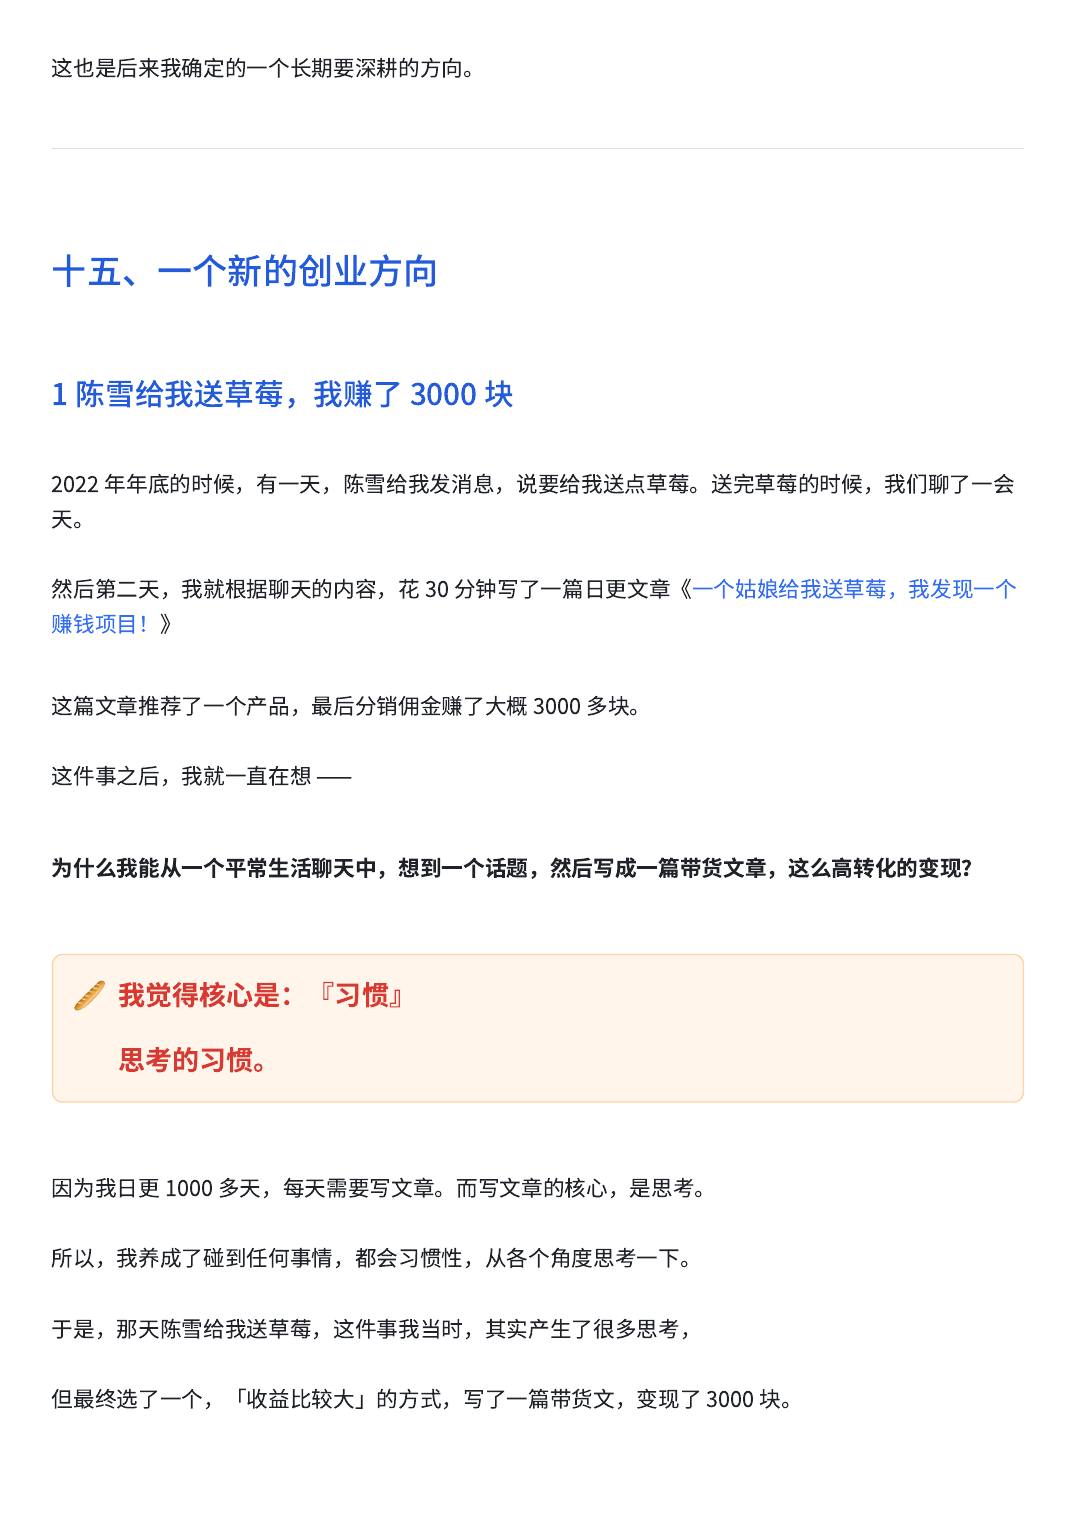 这也是后来我确定的一个长期要深耕的方向。
十五、一个新的创业方向
1 陈雪给我送草莓，我赚了 3000 块
2022 年年底的时候，有一天，陈雪给我发消息，说要给我送点草莓。送完草莓的时候，我们聊了一会
天。
然后第二天，我就根据聊天的内容，花 30 分钟写了一篇日更文章《一个姑娘给我送草莓，我发现一个
赚钱项目！》
这篇文章推荐了一个产品，最后分销佣金赚了大概 3000 多块。
这件事之后，我就一直在想 ——
为什么我能从一个平常生活聊天中，想到一个话题，然后写成一篇带货文章，这么高转化的变现？
我觉得核心是：『习惯』
思考的习惯。
因为我日更 1000 多天，每天需要写文章。而写文章的核心，是思考。
所以，我养成了碰到任何事情，都会习惯性，从各个角度思考一下。
于是，那天陈雪给我送草莓，这件事我当时，其实产生了很多思考，
但最终选了一个，「收益比较大」的方式，写了一篇带货文，变现了 3000 块。